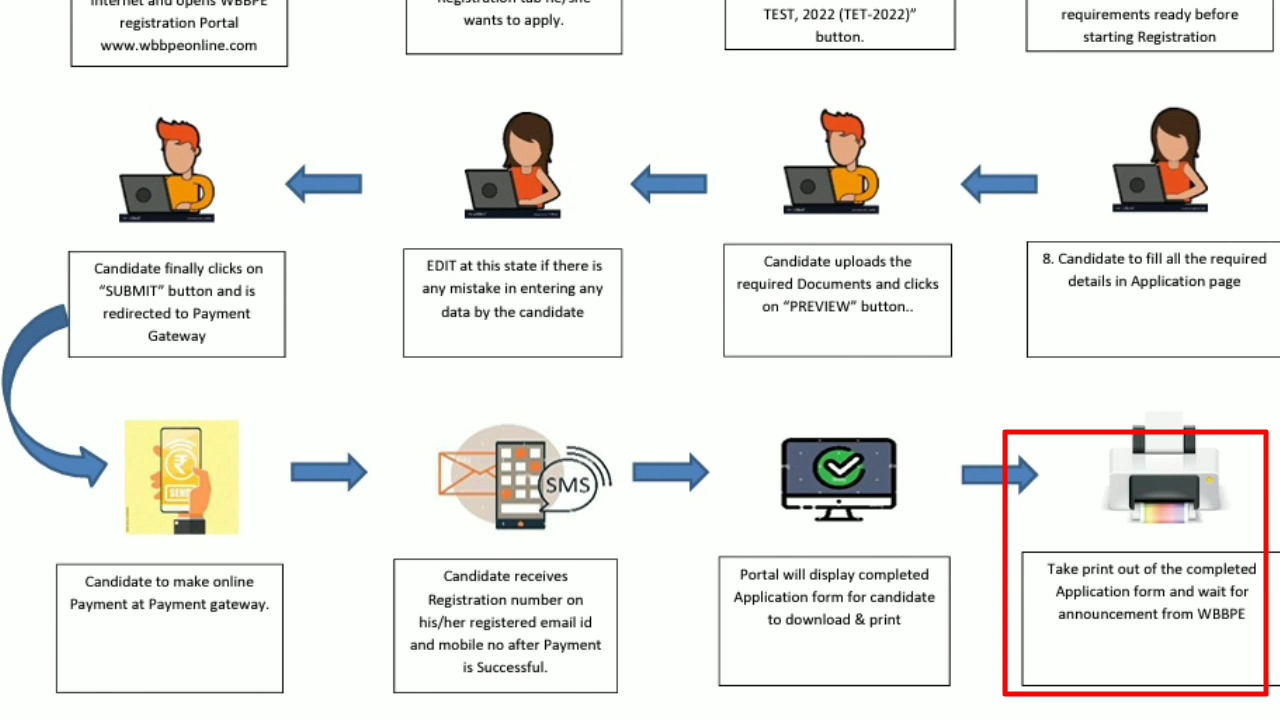 internet and opens WBBPE
registration Portal
www.wbbpeonline.com
Registration tab he/she
wants to apply.
TEST, 2022 (TET-2022)”
button.
requirements ready before
starting Registration
Candidate finally clicks on
“SUBMIT” button and is
redirected to Payment
Gateway
EDIT at this state if there is
any mistake in entering any
data by the candidate
Candidate uploads the
required Documents and clicks
on “PREVIEW” button..
8. Candidate to fill all the required
details in Application page
₹
SEND
SMS
Candidate to make online
Payment at Payment gateway.
Candidate receives
Registration number on
his/her registered email id
and mobile no after Payment
is Successful.
Portal will display completed
Application form for candidate
to download & print
Take print out of the completed
Application form and wait for
announcement from WBBPE